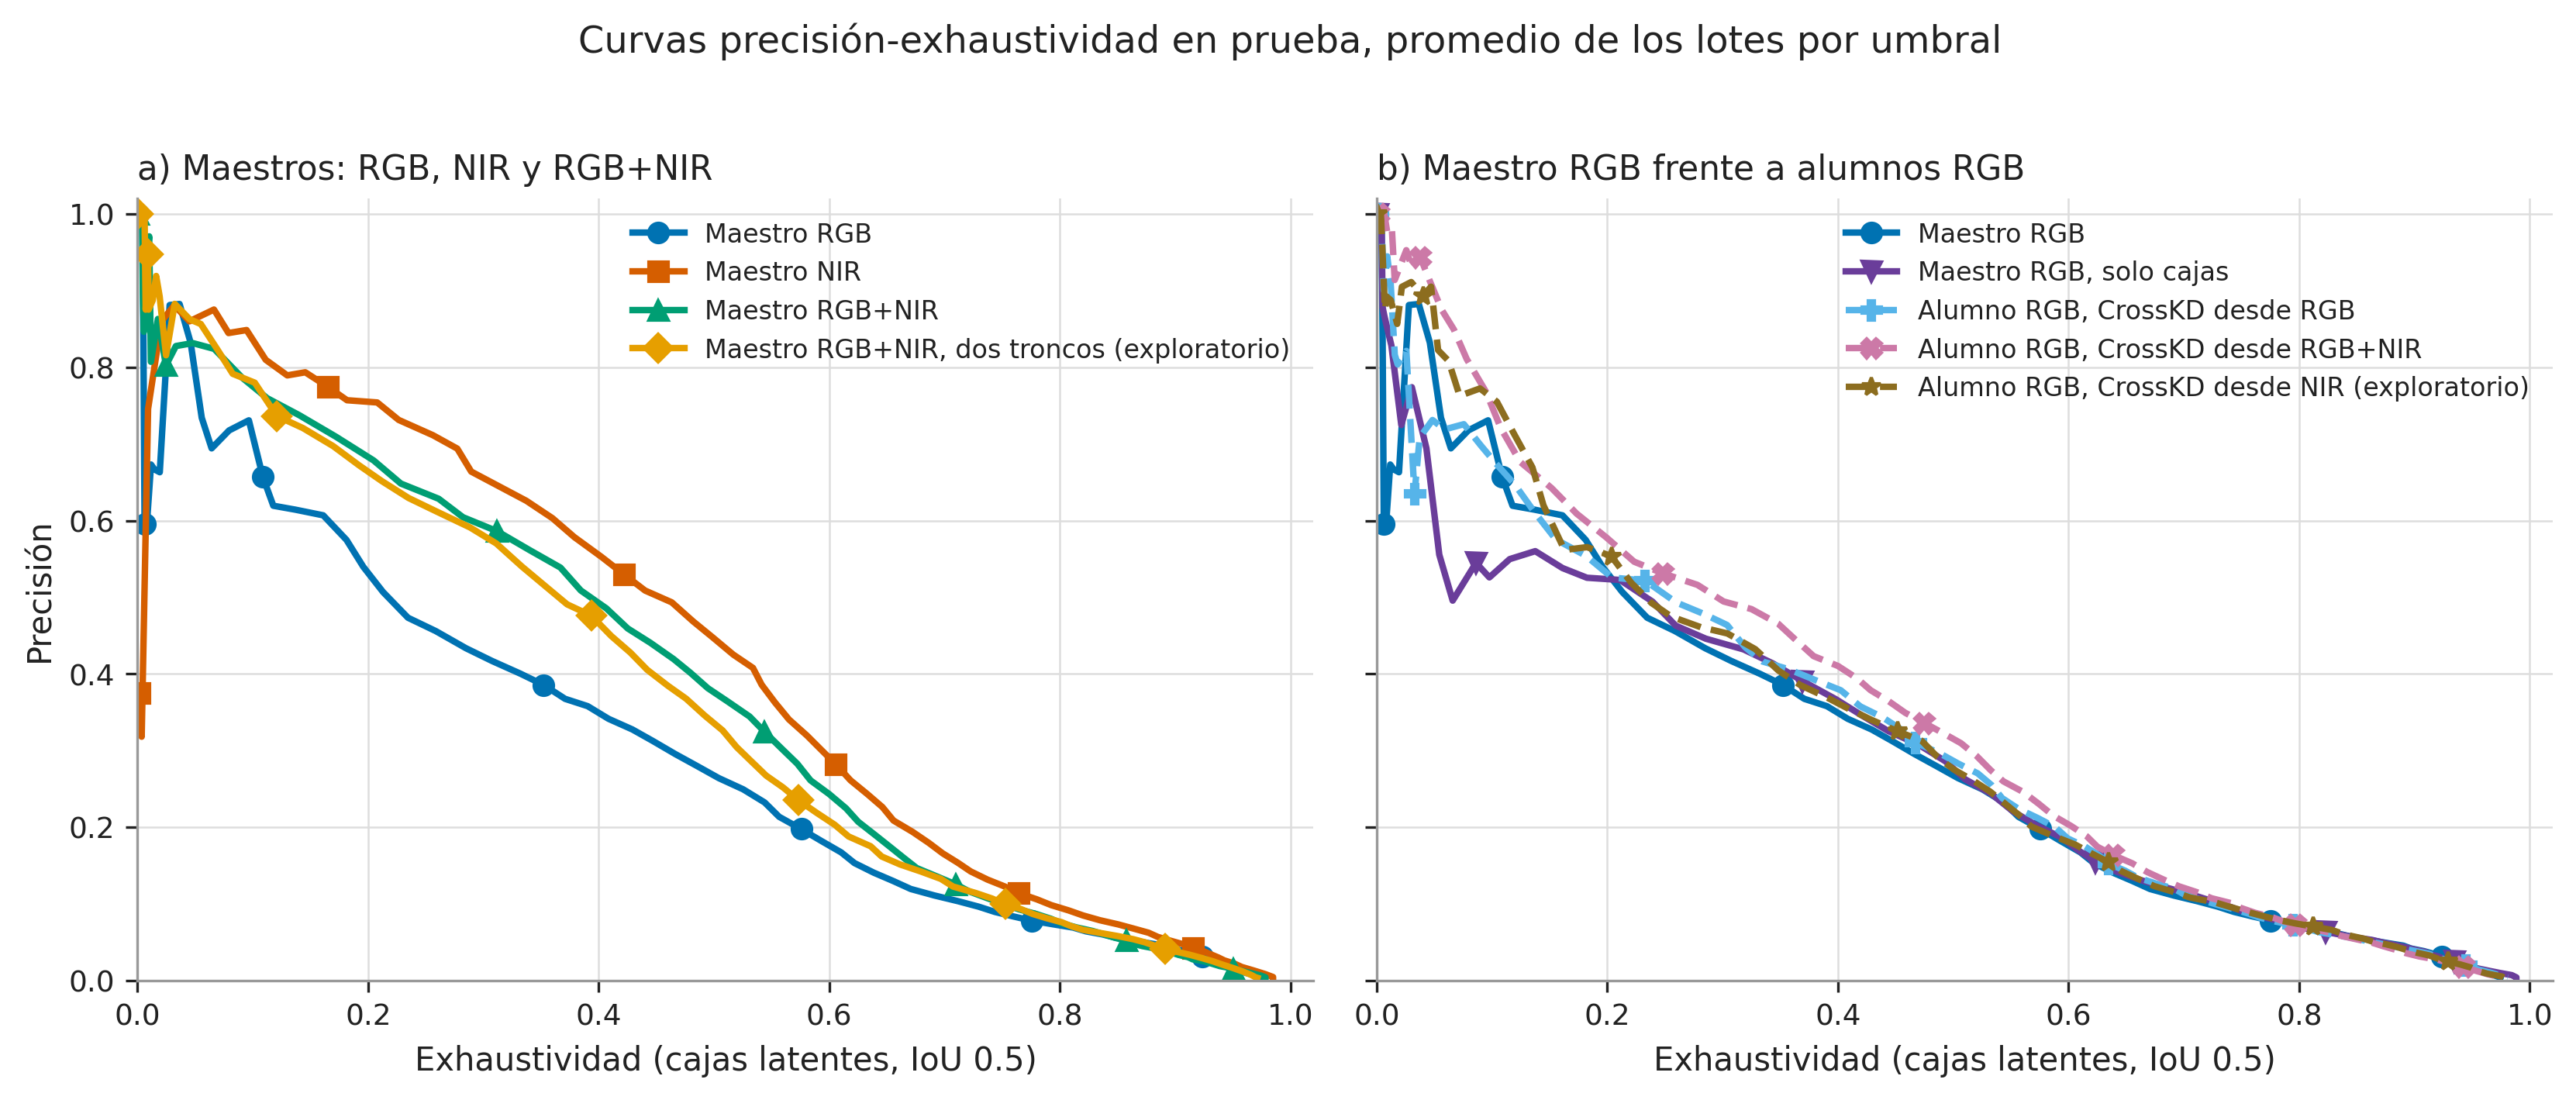 Curvas precisión-exhaustividad en prueba, promedio de los lotes por umbral
a) Maestros: RGB, NIR y RGB+NIR
Maestro RGB
Maestro NIR
Maestro RGB+NIR
Maestro RGB+NIR, dos troncos (exploratorio)
Precisión
1.0
0.8
0.6
0.4
0.2
0.0
0.0 0.2 0.4 0.6 0.8 1.0
Exhaustividad (cajas latentes, IoU 0.5)
b) Maestro RGB frente a alumnos RGB
Maestro RGB
Maestro RGB, solo cajas
Alumno RGB, CrossKD desde RGB
Alumno RGB, CrossKD desde RGB+NIR
Alumno RGB, CrossKD desde NIR (exploratorio)
0.0 0.2 0.4 0.6 0.8 1.0
Exhaustividad (cajas latentes, IoU 0.5)